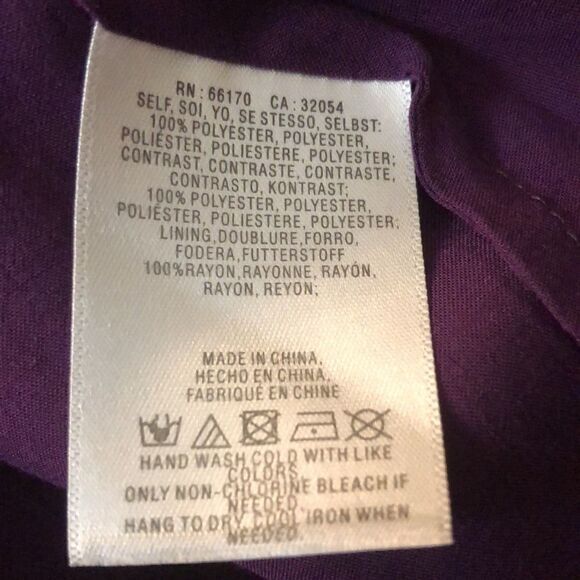 RN : 66170 CA : 32054
SELF, SOI, YO, SE STESSO, SELBST:
100% POLYESTER, POLYESTER,
POLIÉSTER, POLIESTERE, POLYESTER;
CONTRAST, CONTRASTE, CONTRASTE,
CONTRASTO, KONTRAST;
100% POLYESTER, POLYESTER,
POLIÉSTER, POLIESTERE, POLYESTER;
LINING,DOUBLURE,FORRO,
FODERA,FUTTERSTOFF
100%RAYON,RAYONNE, RAYÓN,
RAYON, REYON;
MADE IN CHINA,
HECHO EN CHINA,
FABRIQUÉ EN CHINE
HAND WASH COLD WITH LIKE
COLORS
ONLY NON-CHLORINE BLEACH IF
NEEDED.
HANG TO DRY, COOL IRON WHEN
NEEDED.